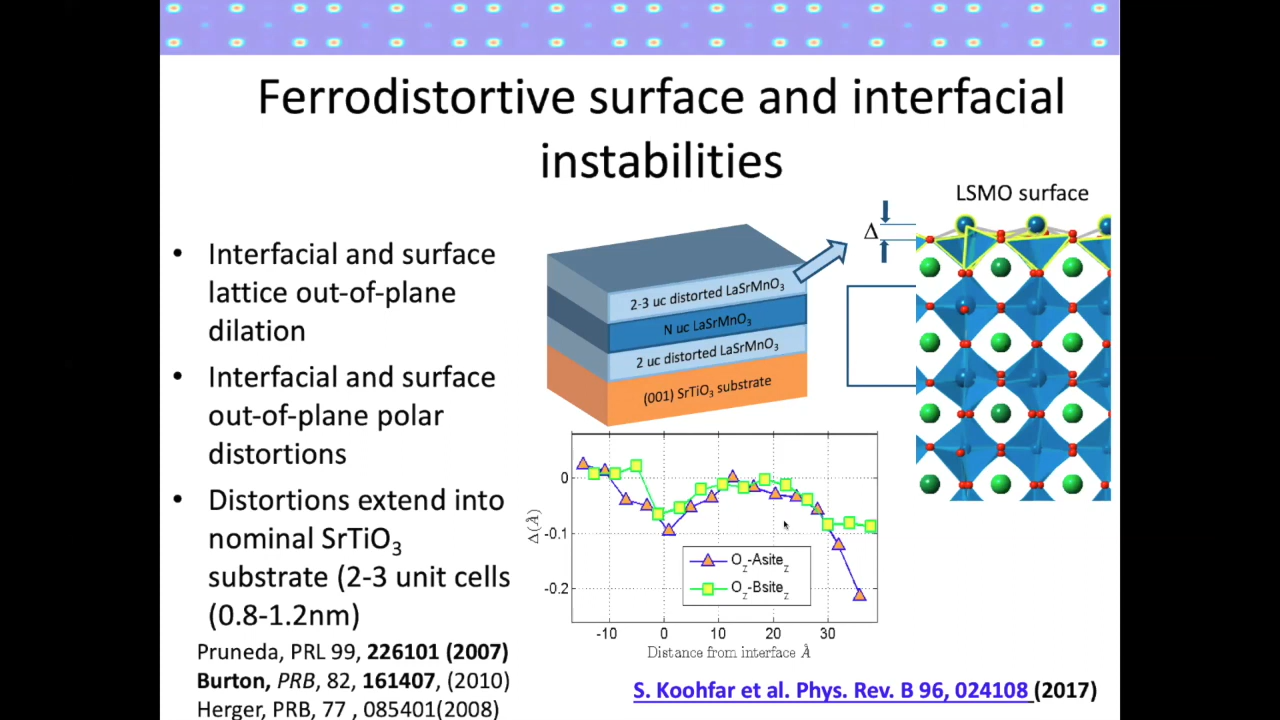 Ferrodistortive surface and interfacial
instabilities
• Interfacial and surface
lattice out-of-plane
dilation
• Interfacial and surface
out-of-plane polar
distortions
• Distortions extend into
nominal SrTiO₃
substrate (2-3 unit cells
(0.8-1.2nm)
Pruneda, PRL 99, 226101 (2007)
Burton, PRB, 82, 161407, (2010)
Herger, PRB, 77 , 085401(2008)
LSMO surface
Δ
2-3 uc distorted LaSrMnO₃
N uc LaSrMnO₃
2 uc distorted LaSrMnO₃
(001) SrTiO₃ substrate
0
-0.1
-0.2
Δ(Å)
O_z-Asite_z
O_z-Bsite_z
-10 0 10 20 30
Distance from interface Å
S. Koohfar et al. Phys. Rev. B 96, 024108 (2017)